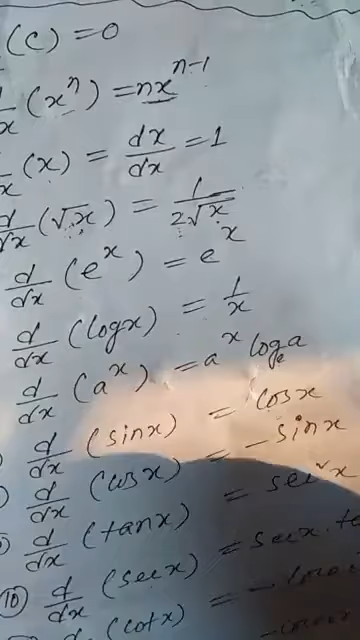 (c) = 0
(xⁿ) = nxⁿ⁻¹
(x) = dx/dx = 1
d/dx (√x) = 1/2√x
d/dx (eˣ) = eˣ
d/dx (logx) = 1/x
d/dx (aˣ) = aˣ logₑa
d/dx (sinx) = cosx
d/dx (cosx) = -sinx
d/dx (tanx) = sec²x
10) d/dx (secx) = secx.
(cotx) = -